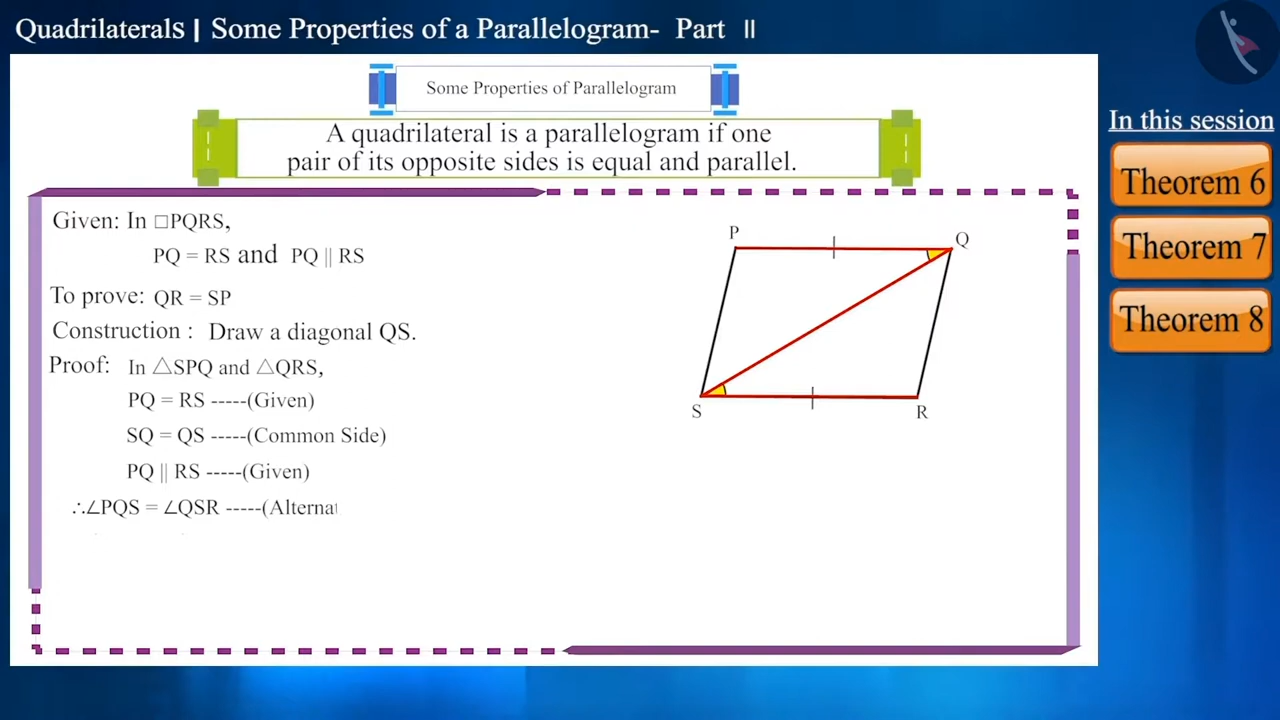 Quadrilaterals | Some Properties of a Parallelogram- Part II
Some Properties of Parallelogram
A quadrilateral is a parallelogram if one
pair of its opposite sides is equal and parallel.
Given: In □PQRS,
PQ = RS and PQ || RS
To prove: QR = SP
Construction : Draw a diagonal QS.
Proof: In △SPQ and △QRS,
PQ = RS -----(Given)
SQ = QS -----(Common Side)
PQ || RS -----(Given)
∴∠PQS = ∠QSR -----(Alternat
P
Q
S
R
In this session
Theorem 6
Theorem 7
Theorem 8